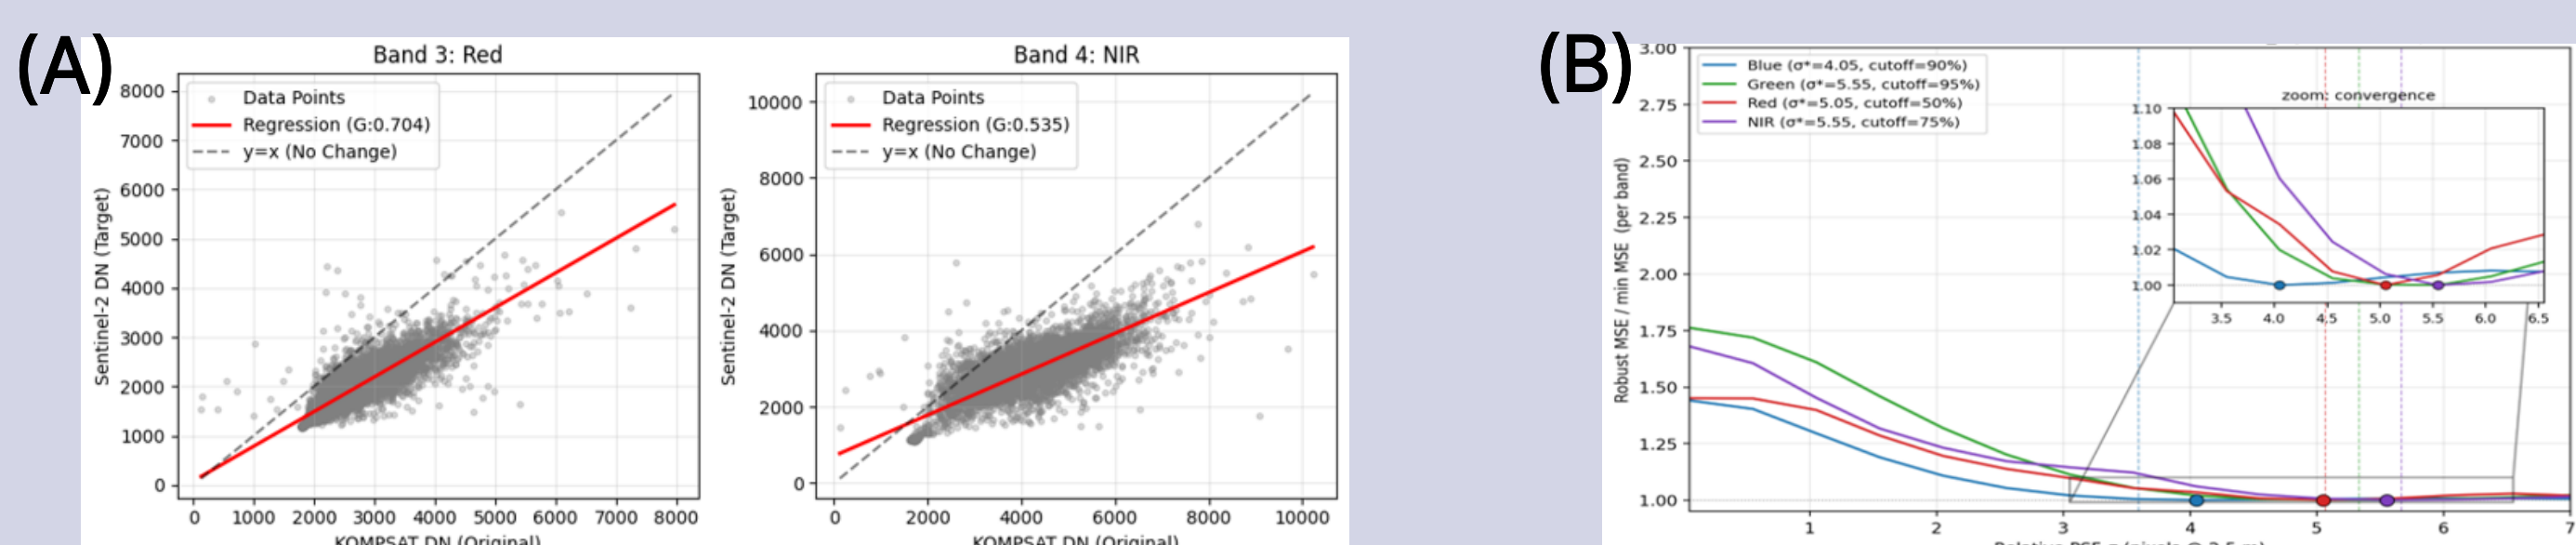 (A)
Band 3: Red
Data Points
Regression (G:0.704)
y=x (No Change)
Sentinel-2 DN (Target)
8000
7000
6000
5000
4000
3000
2000
1000
0
0 1000 2000 3000 4000 5000 6000 7000 8000
KOMPSAT DN (Original)
Band 4: NIR
Data Points
Regression (G:0.535)
y=x (No Change)
Sentinel-2 DN (Target)
10000
8000
6000
4000
2000
0
0 2000 4000 6000 8000 10000
KOMPSAT DN (Original)
(B)
Blue (σ*=4.05, cutoff=90%)
Green (σ*=5.55, cutoff=95%)
Red (σ*=5.05, cutoff=50%)
NIR (σ*=5.55, cutoff=75%)
Robust MSE / min MSE (per band)
3.00
2.75
2.50
2.25
2.00
1.75
1.50
1.25
1.00
zoom: convergence
1.10
1.08
1.06
1.04
1.02
1.00
3.5 4.0 4.5 5.0 5.5 6.0 6.5
1 2 3 4 5 6 7